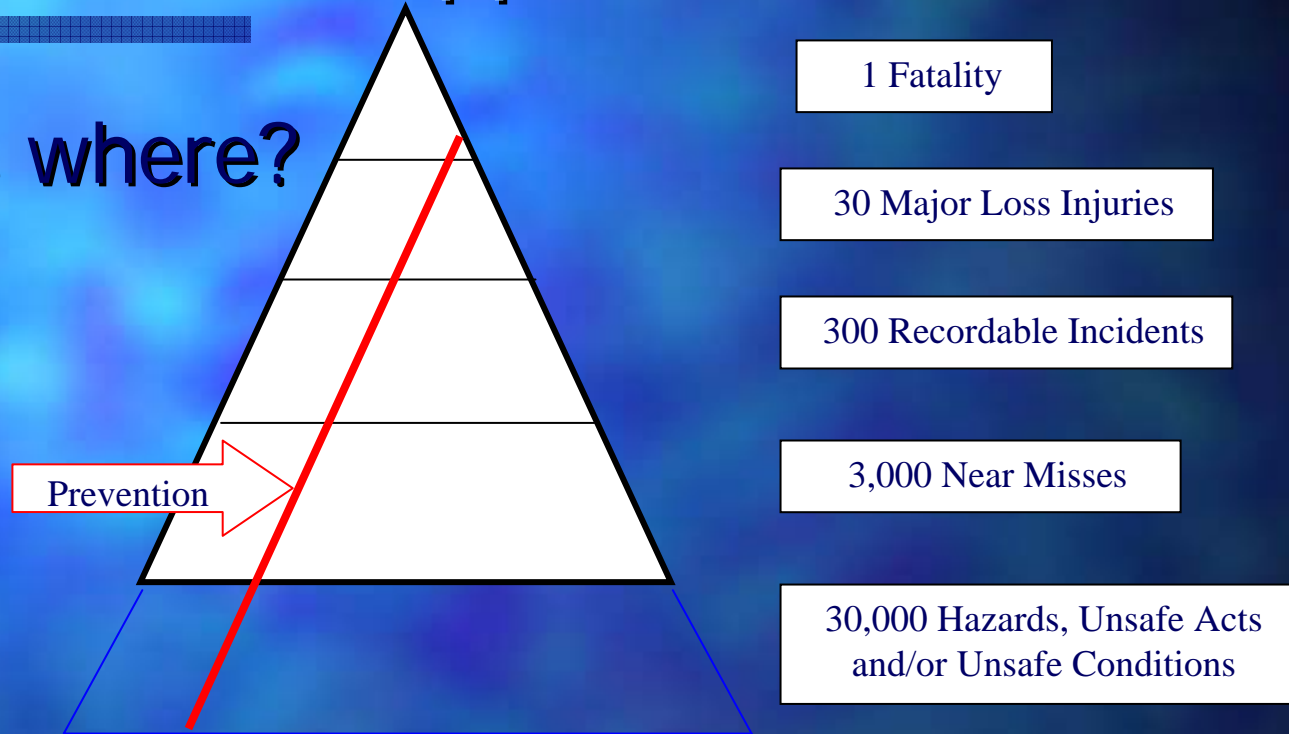 where?
1 Fatality
30 Major Loss Injuries
300 Recordable Incidents
3,000 Near Misses
Prevention
30,000 Hazards, Unsafe Acts
and/or Unsafe Conditions